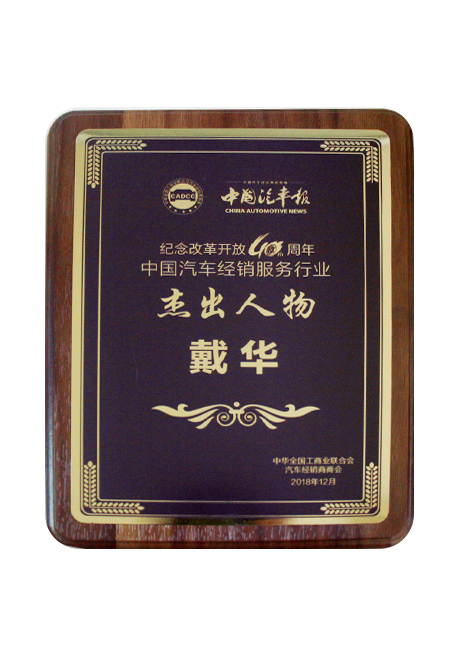 CADCC
中国汽车报
CHINA AUTOMOTIVE NEWS
纪念改革开放40周年
中国汽车经销服务行业
杰出人物
戴华
中华全国工商业联合会
汽车经销商商会
2018年12月